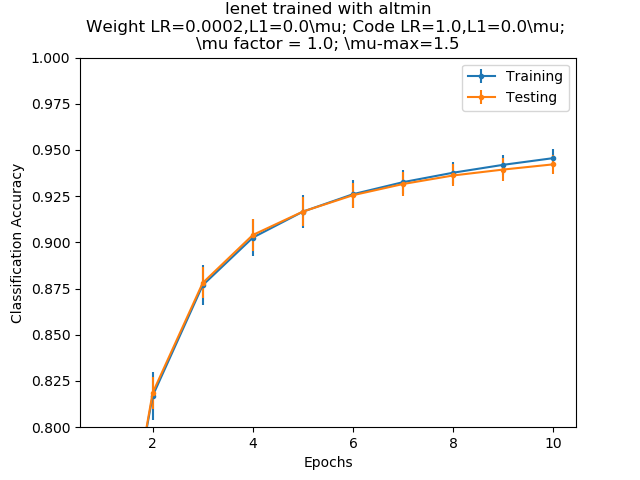 lenet trained with altmin
Weight LR=0.0002,L1=0.0\mu; Code LR=1.0,L1=0.0\mu;
\mu factor = 1.0; \mu-max=1.5
Training
Testing
Classification Accuracy
1.000
0.975
0.950
0.925
0.900
0.875
0.850
0.825
0.800
2 4 6 8 10
Epochs